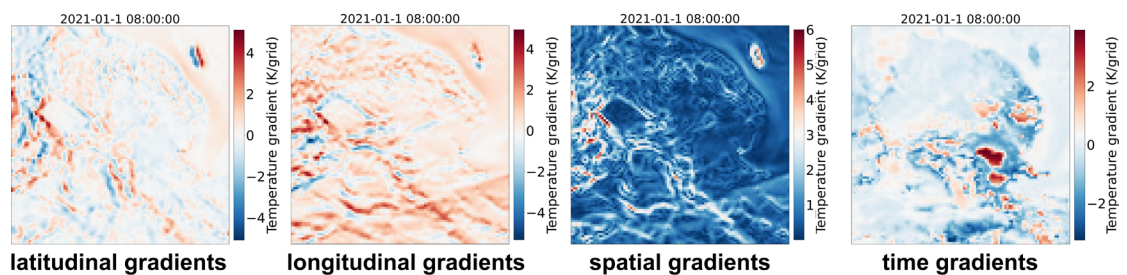 2021-01-1 08:00:00
4
2
0
−2
−4
Temperature gradient (K/grid)
latitudinal gradients
2021-01-1 08:00:00
4
2
0
−2
−4
Temperature gradient (K/grid)
longitudinal gradients
2021-01-1 08:00:00
6
5
4
3
2
1
Temperature gradient (K/grid)
spatial gradients
2021-01-1 08:00:00
2
0
−2
Temperature gradient (K/grid)
time gradients